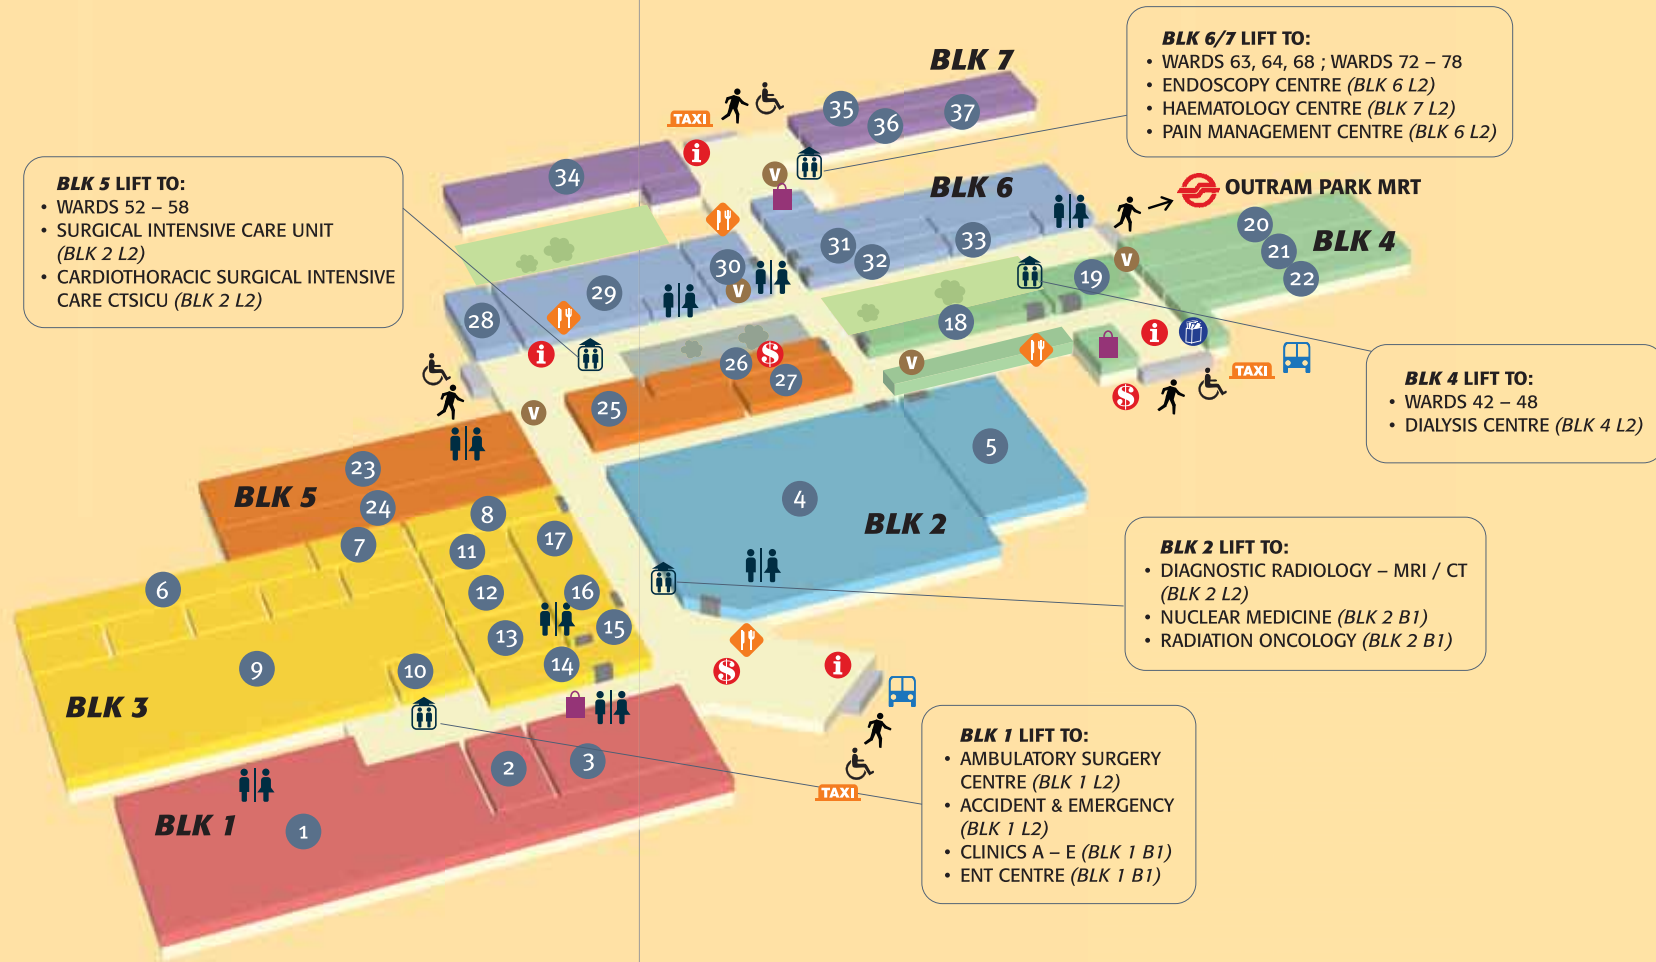 BLK 7
BLK 6/7 LIFT TO:
• WARDS 63, 64, 68 ; WARDS 72 – 78
• ENDOSCOPY CENTRE (BLK 6 L2)
• HAEMATOLOGY CENTRE (BLK 7 L2)
• PAIN MANAGEMENT CENTRE (BLK 6 L2)
TAXI
i
35
36
37
34
V
BLK 5 LIFT TO:
• WARDS 52 – 58
• SURGICAL INTENSIVE CARE UNIT
(BLK 2 L2)
• CARDIOTHORACIC SURGICAL INTENSIVE
CARE CTSICU (BLK 2 L2)
BLK 6
OUTRAM PARK MRT
31
32
33
20
21
22
BLK 4
V
30
V
19
29
28
18
i
i
$
26
27
V
TAXI
$
25
V
BLK 4 LIFT TO:
• WARDS 42 – 48
• DIALYSIS CENTRE (BLK 4 L2)
5
23
BLK 5
24
4
BLK 2
8
7
11
17
6
12
16
13
15
14
9
10
BLK 3
BLK 2 LIFT TO:
• DIAGNOSTIC RADIOLOGY – MRI / CT
(BLK 2 L2)
• NUCLEAR MEDICINE (BLK 2 B1)
• RADIATION ONCOLOGY (BLK 2 B1)
$
i
2
3
TAXI
BLK 1
1
BLK 1 LIFT TO:
• AMBULATORY SURGERY
CENTRE (BLK 1 L2)
• ACCIDENT & EMERGENCY
(BLK 1 L2)
• CLINICS A – E (BLK 1 B1)
• ENT CENTRE (BLK 1 B1)